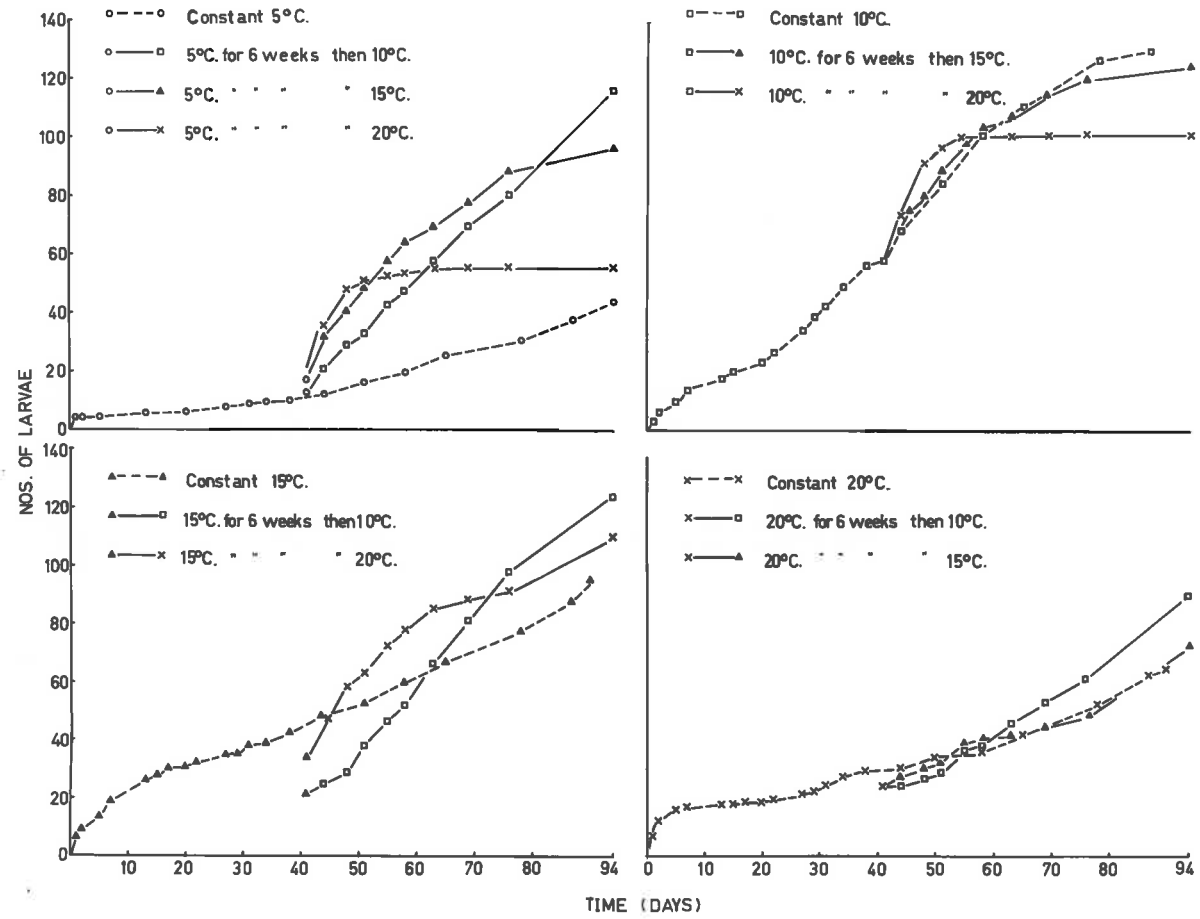 NOS. OF LARVAE
140
120
100
80
60
40
20
0
Constant 5°C.
5°C. for 6 weeks then 10°C.
5°C. " " " " 15°C.
5°C. " " " " 20°C.
Constant 10°C.
10°C. for 6 weeks then 15°C.
10°C. " " " " 20°C.
140
120
100
80
60
40
20
0
Constant 15°C.
15°C. for 6 weeks then 10°C.
15°C. " " " " 20°C.
10 20 30 40 60 80 94
Constant 20°C.
20°C. for 6 weeks then 10°C.
20°C. " " " " 15°C.
0 10 20 30 40 50 60 70 80 94
TIME (DAYS)